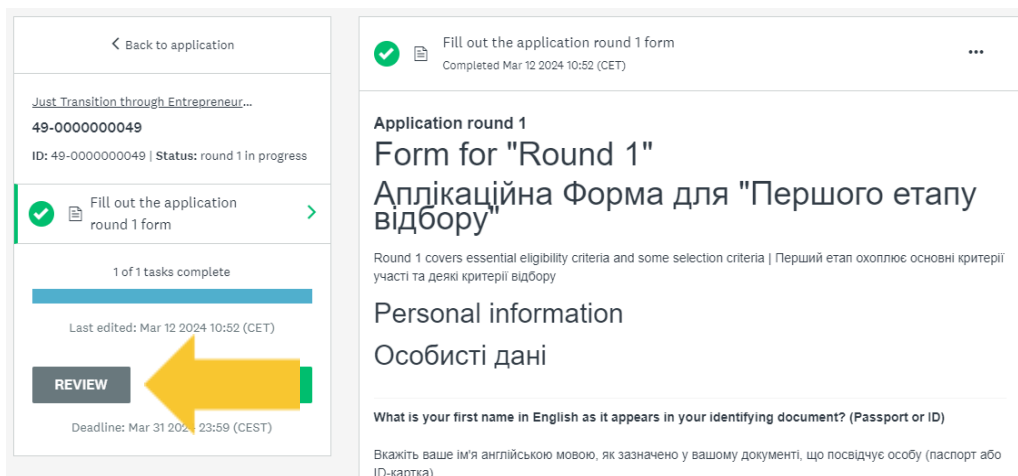 Back to application
Just Transition through Entrepreneur...
49-0000000049
ID: 49-0000000049 | Status: round 1 in progress
Fill out the application
round 1 form
1 of 1 tasks complete
Last edited: Mar 12 2024 10:52 (CET)
REVIEW
Deadline: Mar 31 202 23:59 (CEST)
Fill out the application round 1 form
Completed Mar 12 2024 10:52 (CET)
Application round 1
Form for "Round 1"
Аплікаційна Форма для "Першого етапу
відбору"
Round 1 covers essential eligibility criteria and some selection criteria | Перший етап охоплює основні критерії
участі та деякі критерії відбору
Personal information
Особисті дані
What is your first name in English as it appears in your identifying document? (Passport or ID)
Вкажіть ваше ім'я англійською мовою, як зазначено у вашому документі, що посвідчує особу (паспорт або
ID-картка)